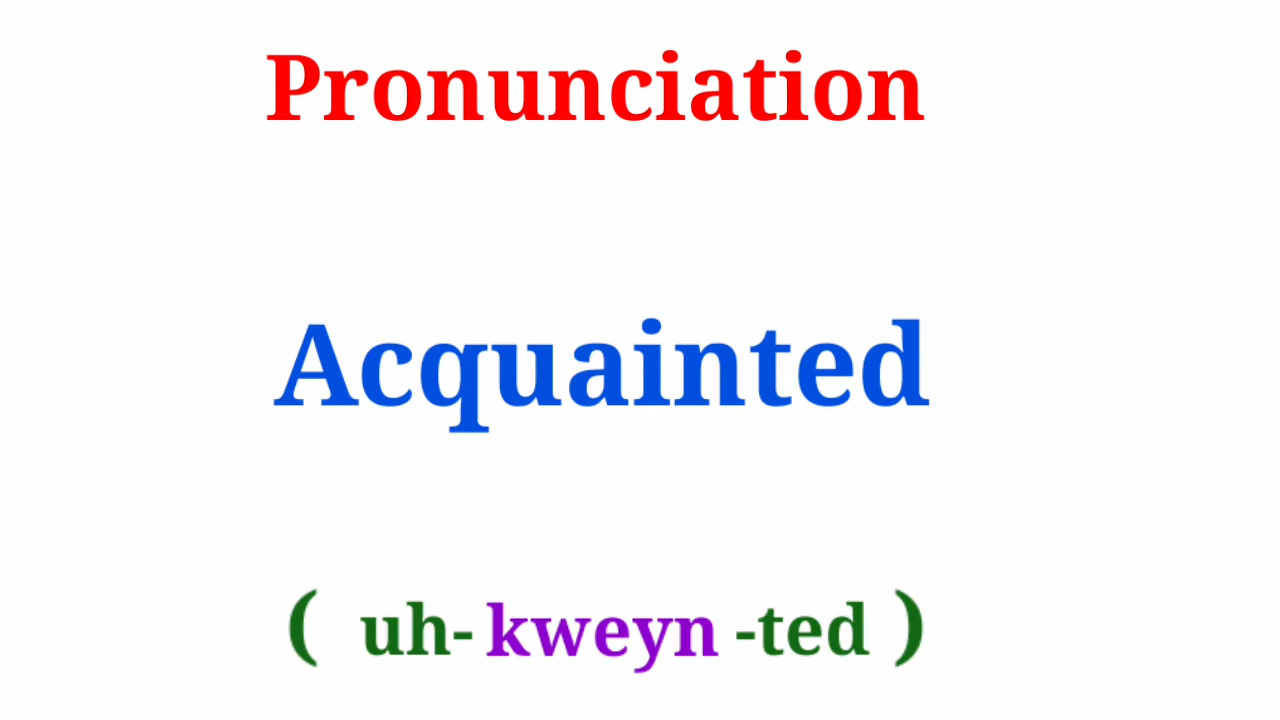 Pronunciation
Acquainted
( uh- kweyn -ted )